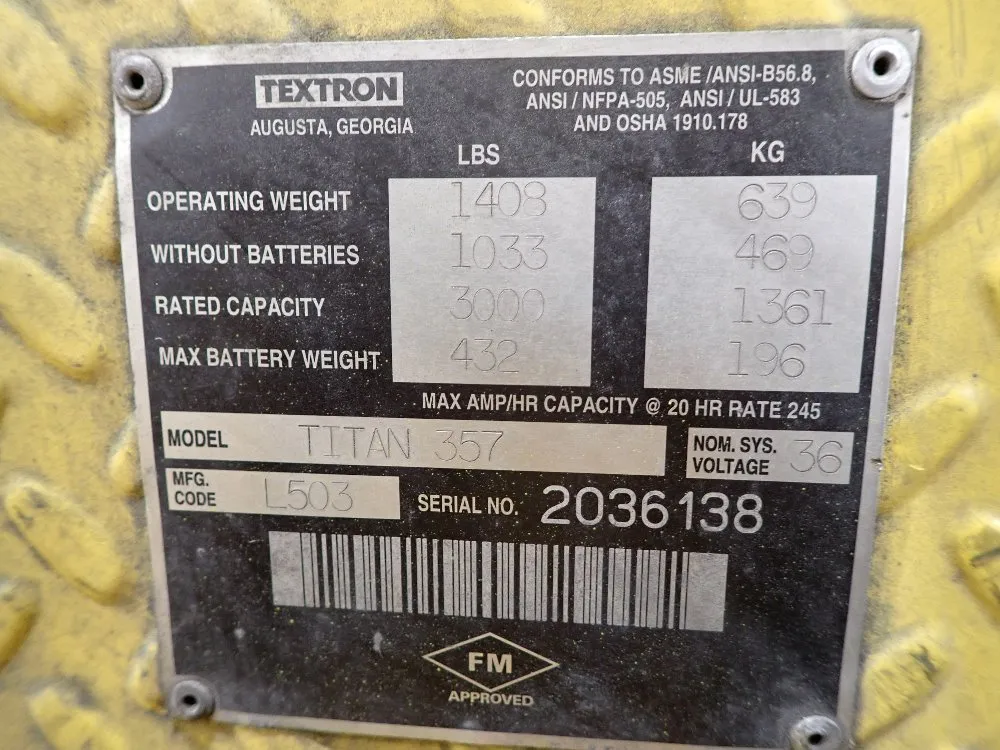 TEXTRON
AUGUSTA, GEORGIA
CONFORMS TO ASME /ANSI-B56.8,
ANSI / NFPA-505, ANSI / UL-583
AND OSHA 1910.178
LBS KG
OPERATING WEIGHT 1408 639
WITHOUT BATTERIES 1033 469
RATED CAPACITY 3000 1361
MAX BATTERY WEIGHT 432 196
MAX AMP/HR CAPACITY @ 20 HR RATE 245
MODEL TITAN 357
NOM. SYS.
VOLTAGE 36
MFG.
CODE L503
SERIAL NO. 2036138
FM
APPROVED